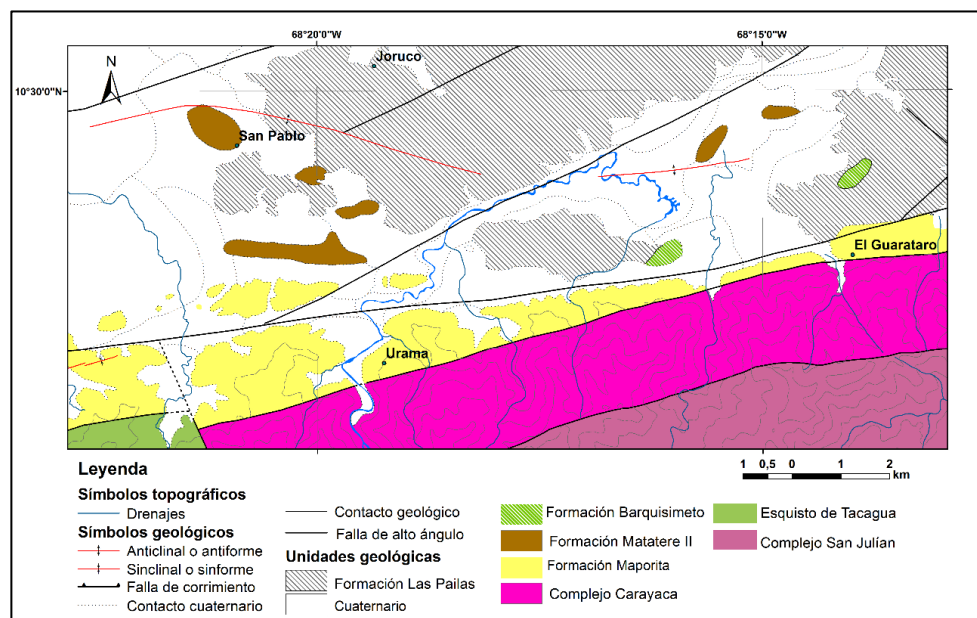 68°20'0"W
68°15'0"W
N
Joruco
10°30'0"N
San Pablo
El Guarataro
Urama
Leyenda
Símbolos topográficos
Drenajes
Símbolos geológicos
Anticlinal o antiforme
Sinclinal o sinforme
Falla de corrimiento
Contacto cuaternario
Contacto geológico
Falla de alto ángulo
Unidades geológicas
Formación Las Pailas
Cuaternario
Formación Barquisimeto
Formación Matatere II
Formación Maporita
Complejo Carayaca
Esquisto de Tacagua
Complejo San Julián
1 0,5 0 1 2
km